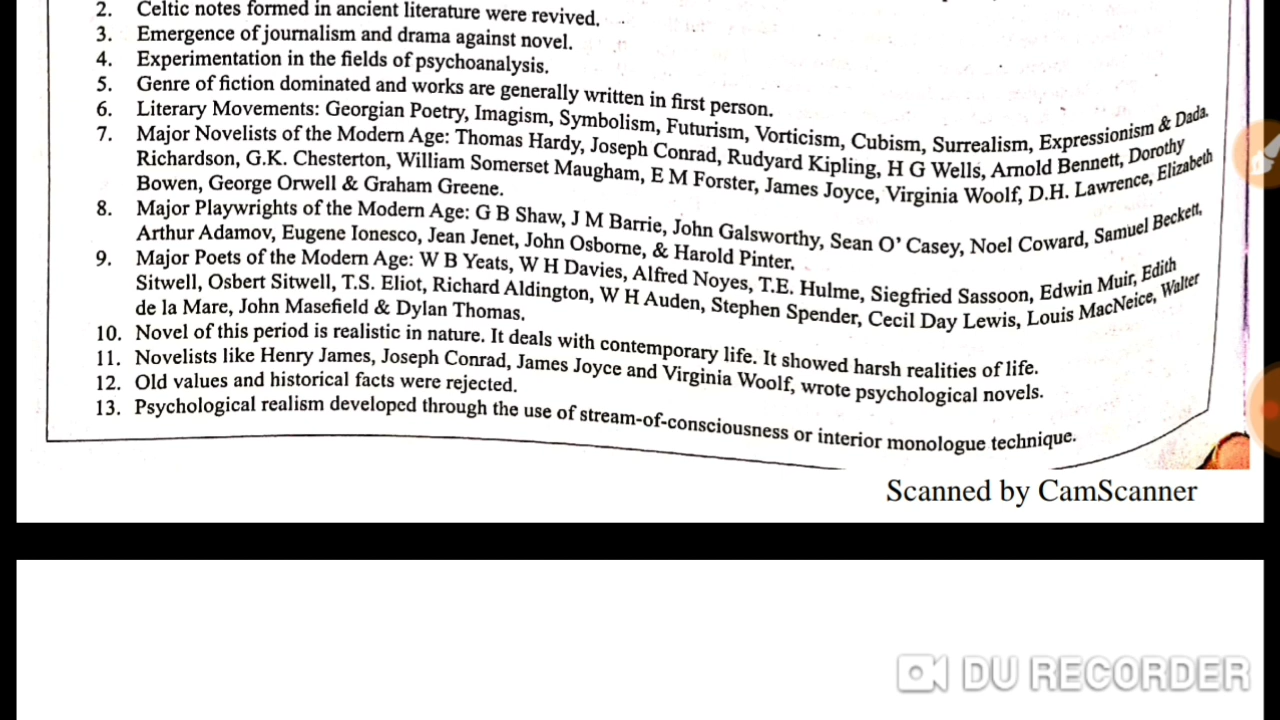 2. Celtic notes formed in ancient literature were revived.
3. Emergence of journalism and drama against novel.
4. Experimentation in the fields of psychoanalysis.
5. Genre of fiction dominated and works are generally written in first person.
6. Literary Movements: Georgian Poetry, Imagism, Symbolism, Futurism, Vorticism, Cubism, Surrealism, Expressionism & Dada.
7. Major Novelists of the Modern Age: Thomas Hardy, Joseph Conrad, Rudyard Kipling, H G Wells, Arnold Bennett, Dorothy
Richardson, G.K. Chesterton, William Somerset Maugham, E M Forster, James Joyce, Virginia Woolf, D.H. Lawrence, Elizabeth
Bowen, George Orwell & Graham Greene.
8. Major Playwrights of the Modern Age: G B Shaw, J M Barrie, John Galsworthy, Sean O' Casey, Noel Coward, Samuel Beckett,
Arthur Adamov, Eugene Ionesco, Jean Jenet, John Osborne, & Harold Pinter.
9. Major Poets of the Modern Age: W B Yeats, W H Davies, Alfred Noyes, T.E. Hulme, Siegfried Sassoon, Edwin Muir, Edith
Sitwell, Osbert Sitwell, T.S. Eliot, Richard Aldington, W H Auden, Stephen Spender, Cecil Day Lewis, Louis MacNeice, Walter
de la Mare, John Masefield & Dylan Thomas.
10. Novel of this period is realistic in nature. It deals with contemporary life. It showed harsh realities of life.
11. Novelists like Henry James, Joseph Conrad, James Joyce and Virginia Woolf, wrote psychological novels.
12. Old values and historical facts were rejected.
13. Psychological realism developed through the use of stream-of-consciousness or interior monologue technique.
Scanned by CamScanner
DU RECORDER